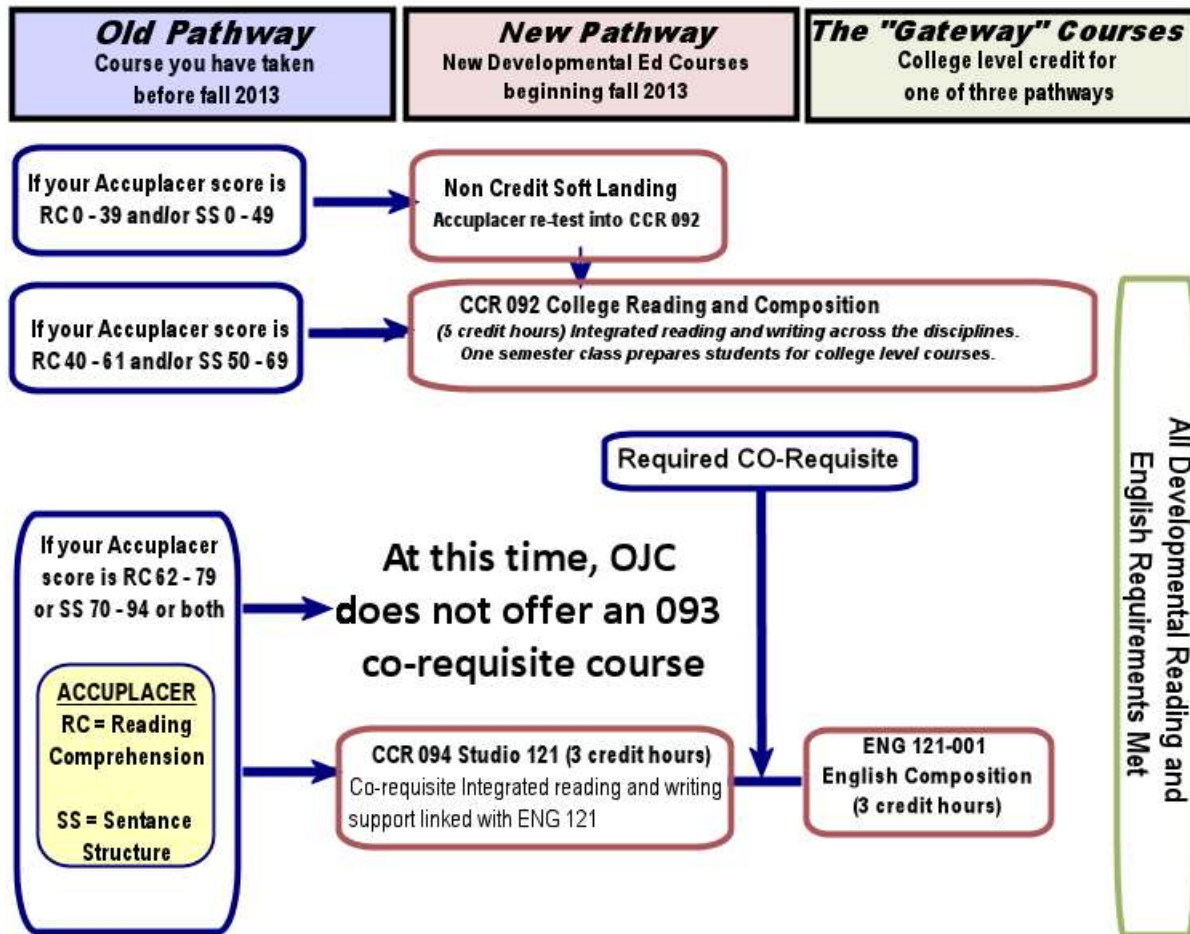 Old Pathway
Course you have taken
before fall 2013
New Pathway
New Developmental Ed Courses
beginning fall 2013
The "Gateway" Courses
College level credit for
one of three pathways
If your Accuplacer score is
RC 0 - 39 and/or SS 0 - 49
Non Credit Soft Landing
Accuplacer re-test into CCR 092
If your Accuplacer score is
RC 40 - 61 and/or SS 50 - 69
CCR 092 College Reading and Composition
(5 credit hours) Integrated reading and writing across the disciplines.
One semester class prepares students for college level courses.
Required CO-Requisite
If your Accuplacer
score is RC 62 - 79
or SS 70 - 94 or both
At this time, OJC
does not offer an 093
co-requisite course
ACCUPLACER
RC = Reading
Comprehension
SS = Sentance
Structure
CCR 094 Studio 121 (3 credit hours)
Co-requisite Integrated reading and writing
support linked with ENG 121
ENG 121-001
English Composition
(3 credit hours)
All Developmental Reading and
English Requirements Met